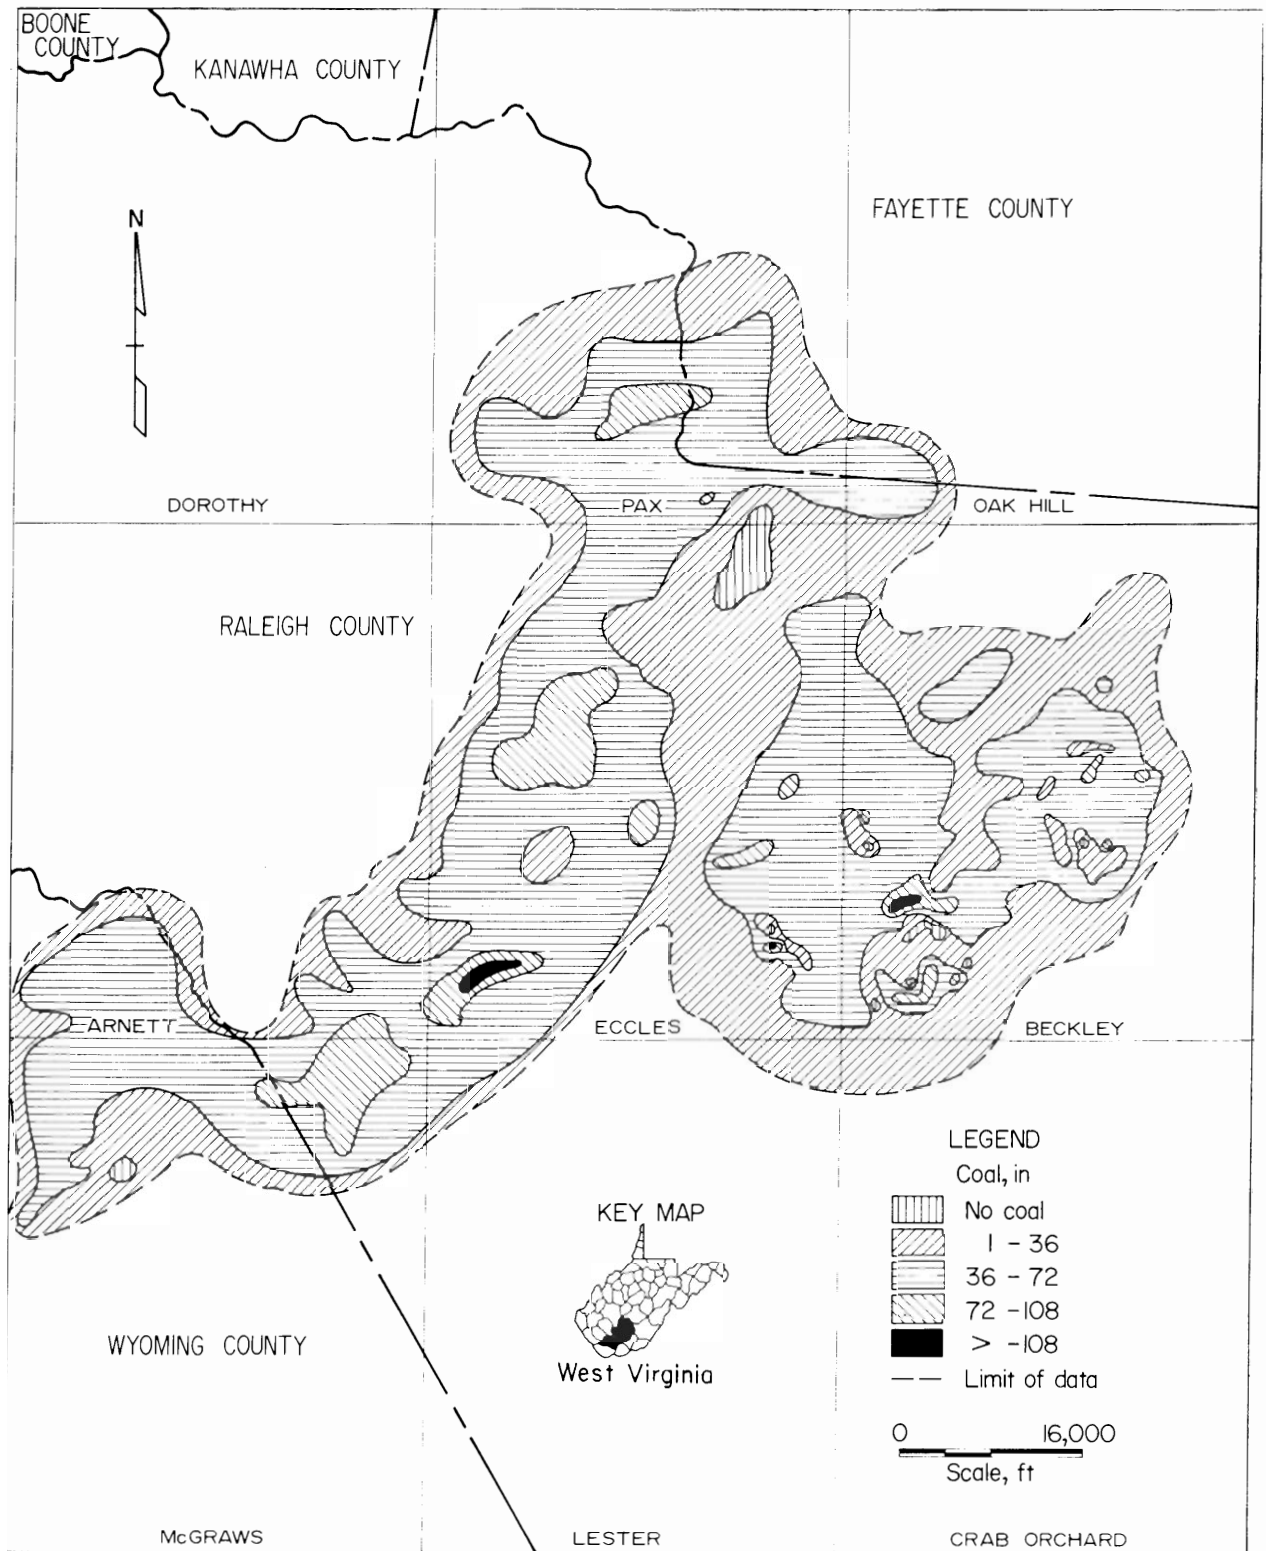 BOONE
COUNTY
KANAWHA COUNTY
FAYETTE COUNTY
N
DOROTHY
PAX
OAK HILL
RALEIGH COUNTY
ARNETT
ECCLES
BECKLEY
LEGEND
Coal, in
No coal
1 - 36
36 - 72
72 -108
> -108
Limit of data
KEY MAP
West Virginia
WYOMING COUNTY
0 16,000
Scale, ft
McGRAWS
LESTER
CRAB ORCHARD